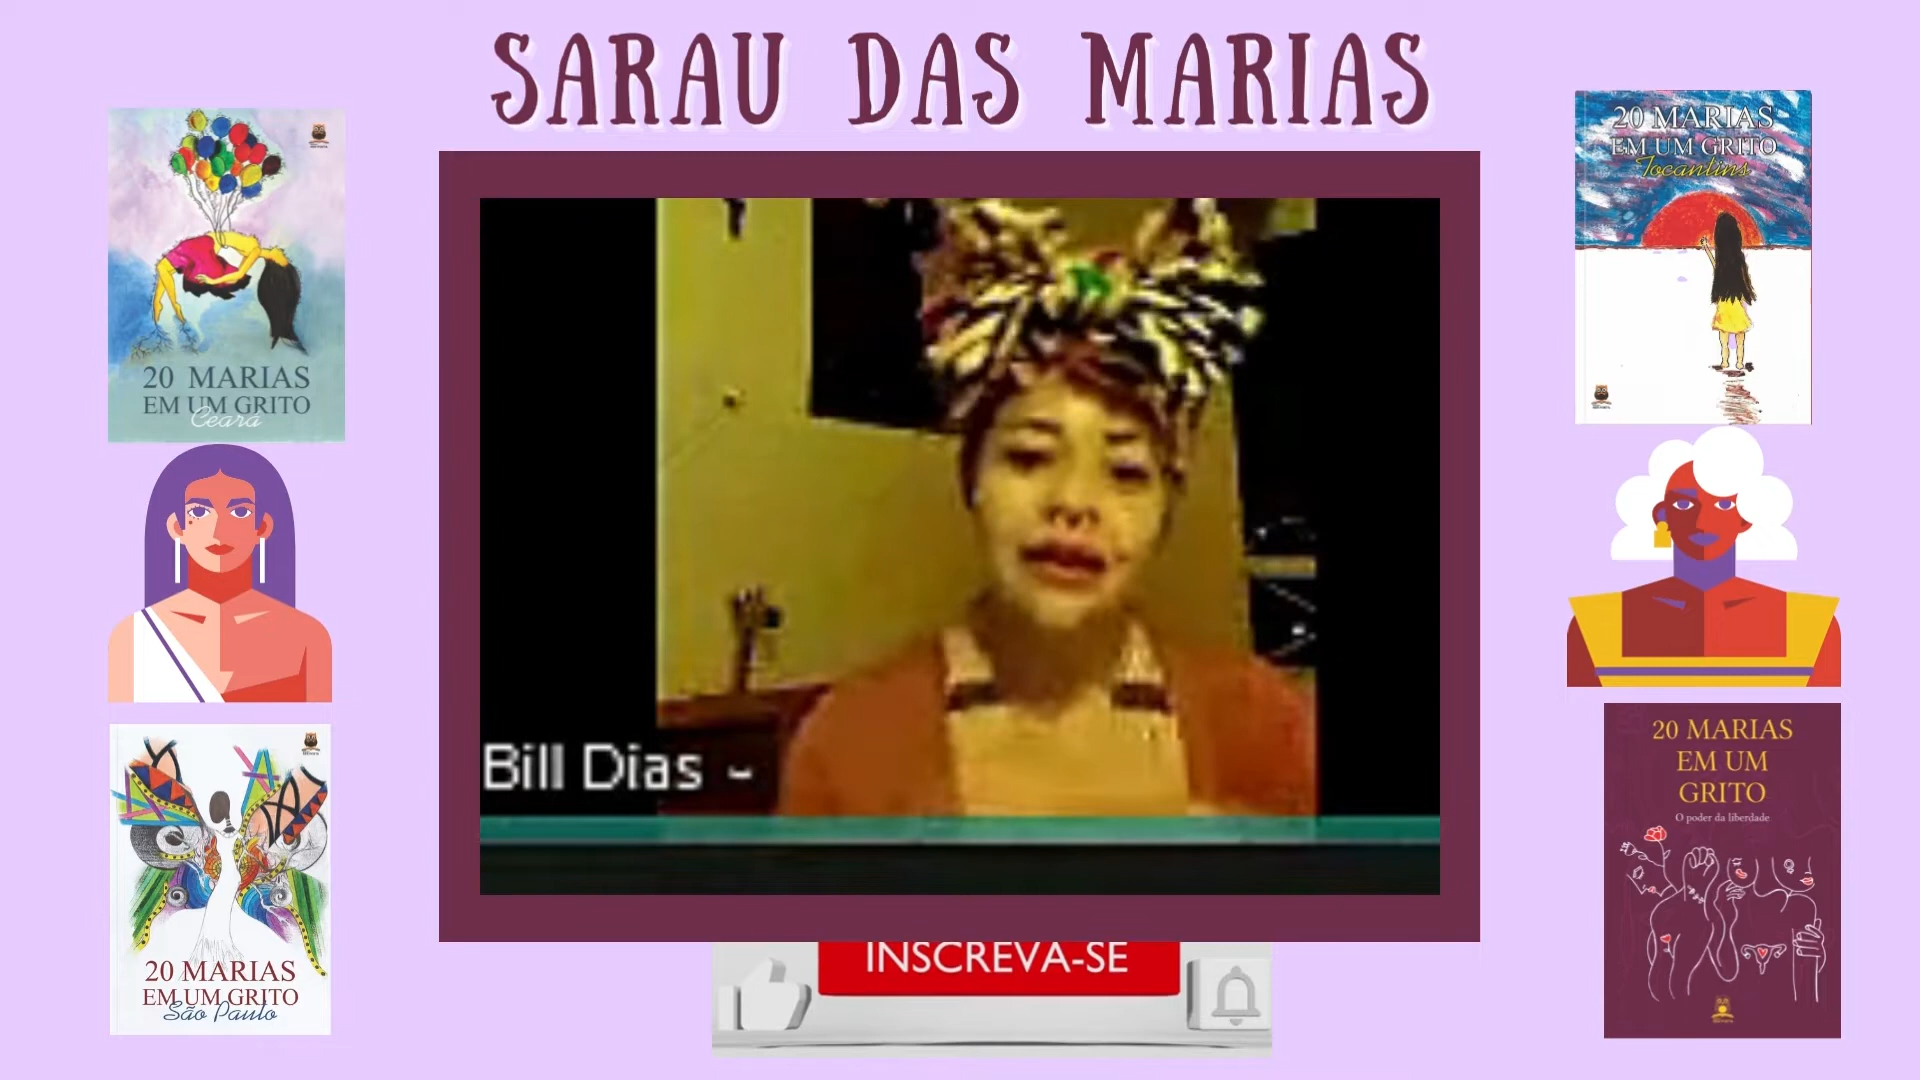 SARAU DAS MARIAS
20 MARIAS
EM UM GRITO
Ceará
20 MARIAS
EM UM GRITO
São Paulo
Bill Dias -
INSCREVA-SE
20 MARIAS
EM UM GRITO
Tocantins
20 MARIAS
EM UM
GRITO
O poder da liberdade